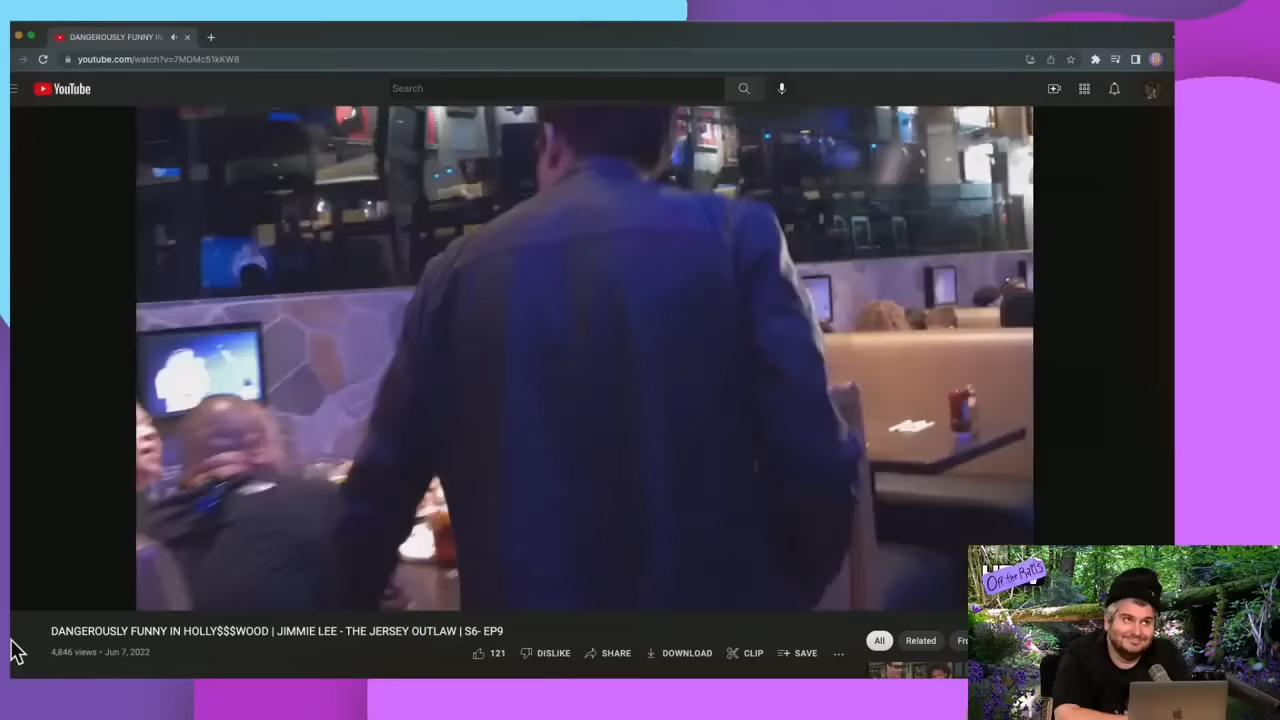 DANGEROUSLY FUNNY IN
youtube.com/watch?v=7MDMc51kKW8
YouTube
Search
DANGEROUSLY FUNNY IN HOLLY$$$WOOD | JIMMIE LEE - THE JERSEY OUTLAW | S6- EP9
4,846 views • Jun 7, 2022
121
DISLIKE
SHARE
DOWNLOAD
CLIP
SAVE
All
Related
Fro
Off the Rails